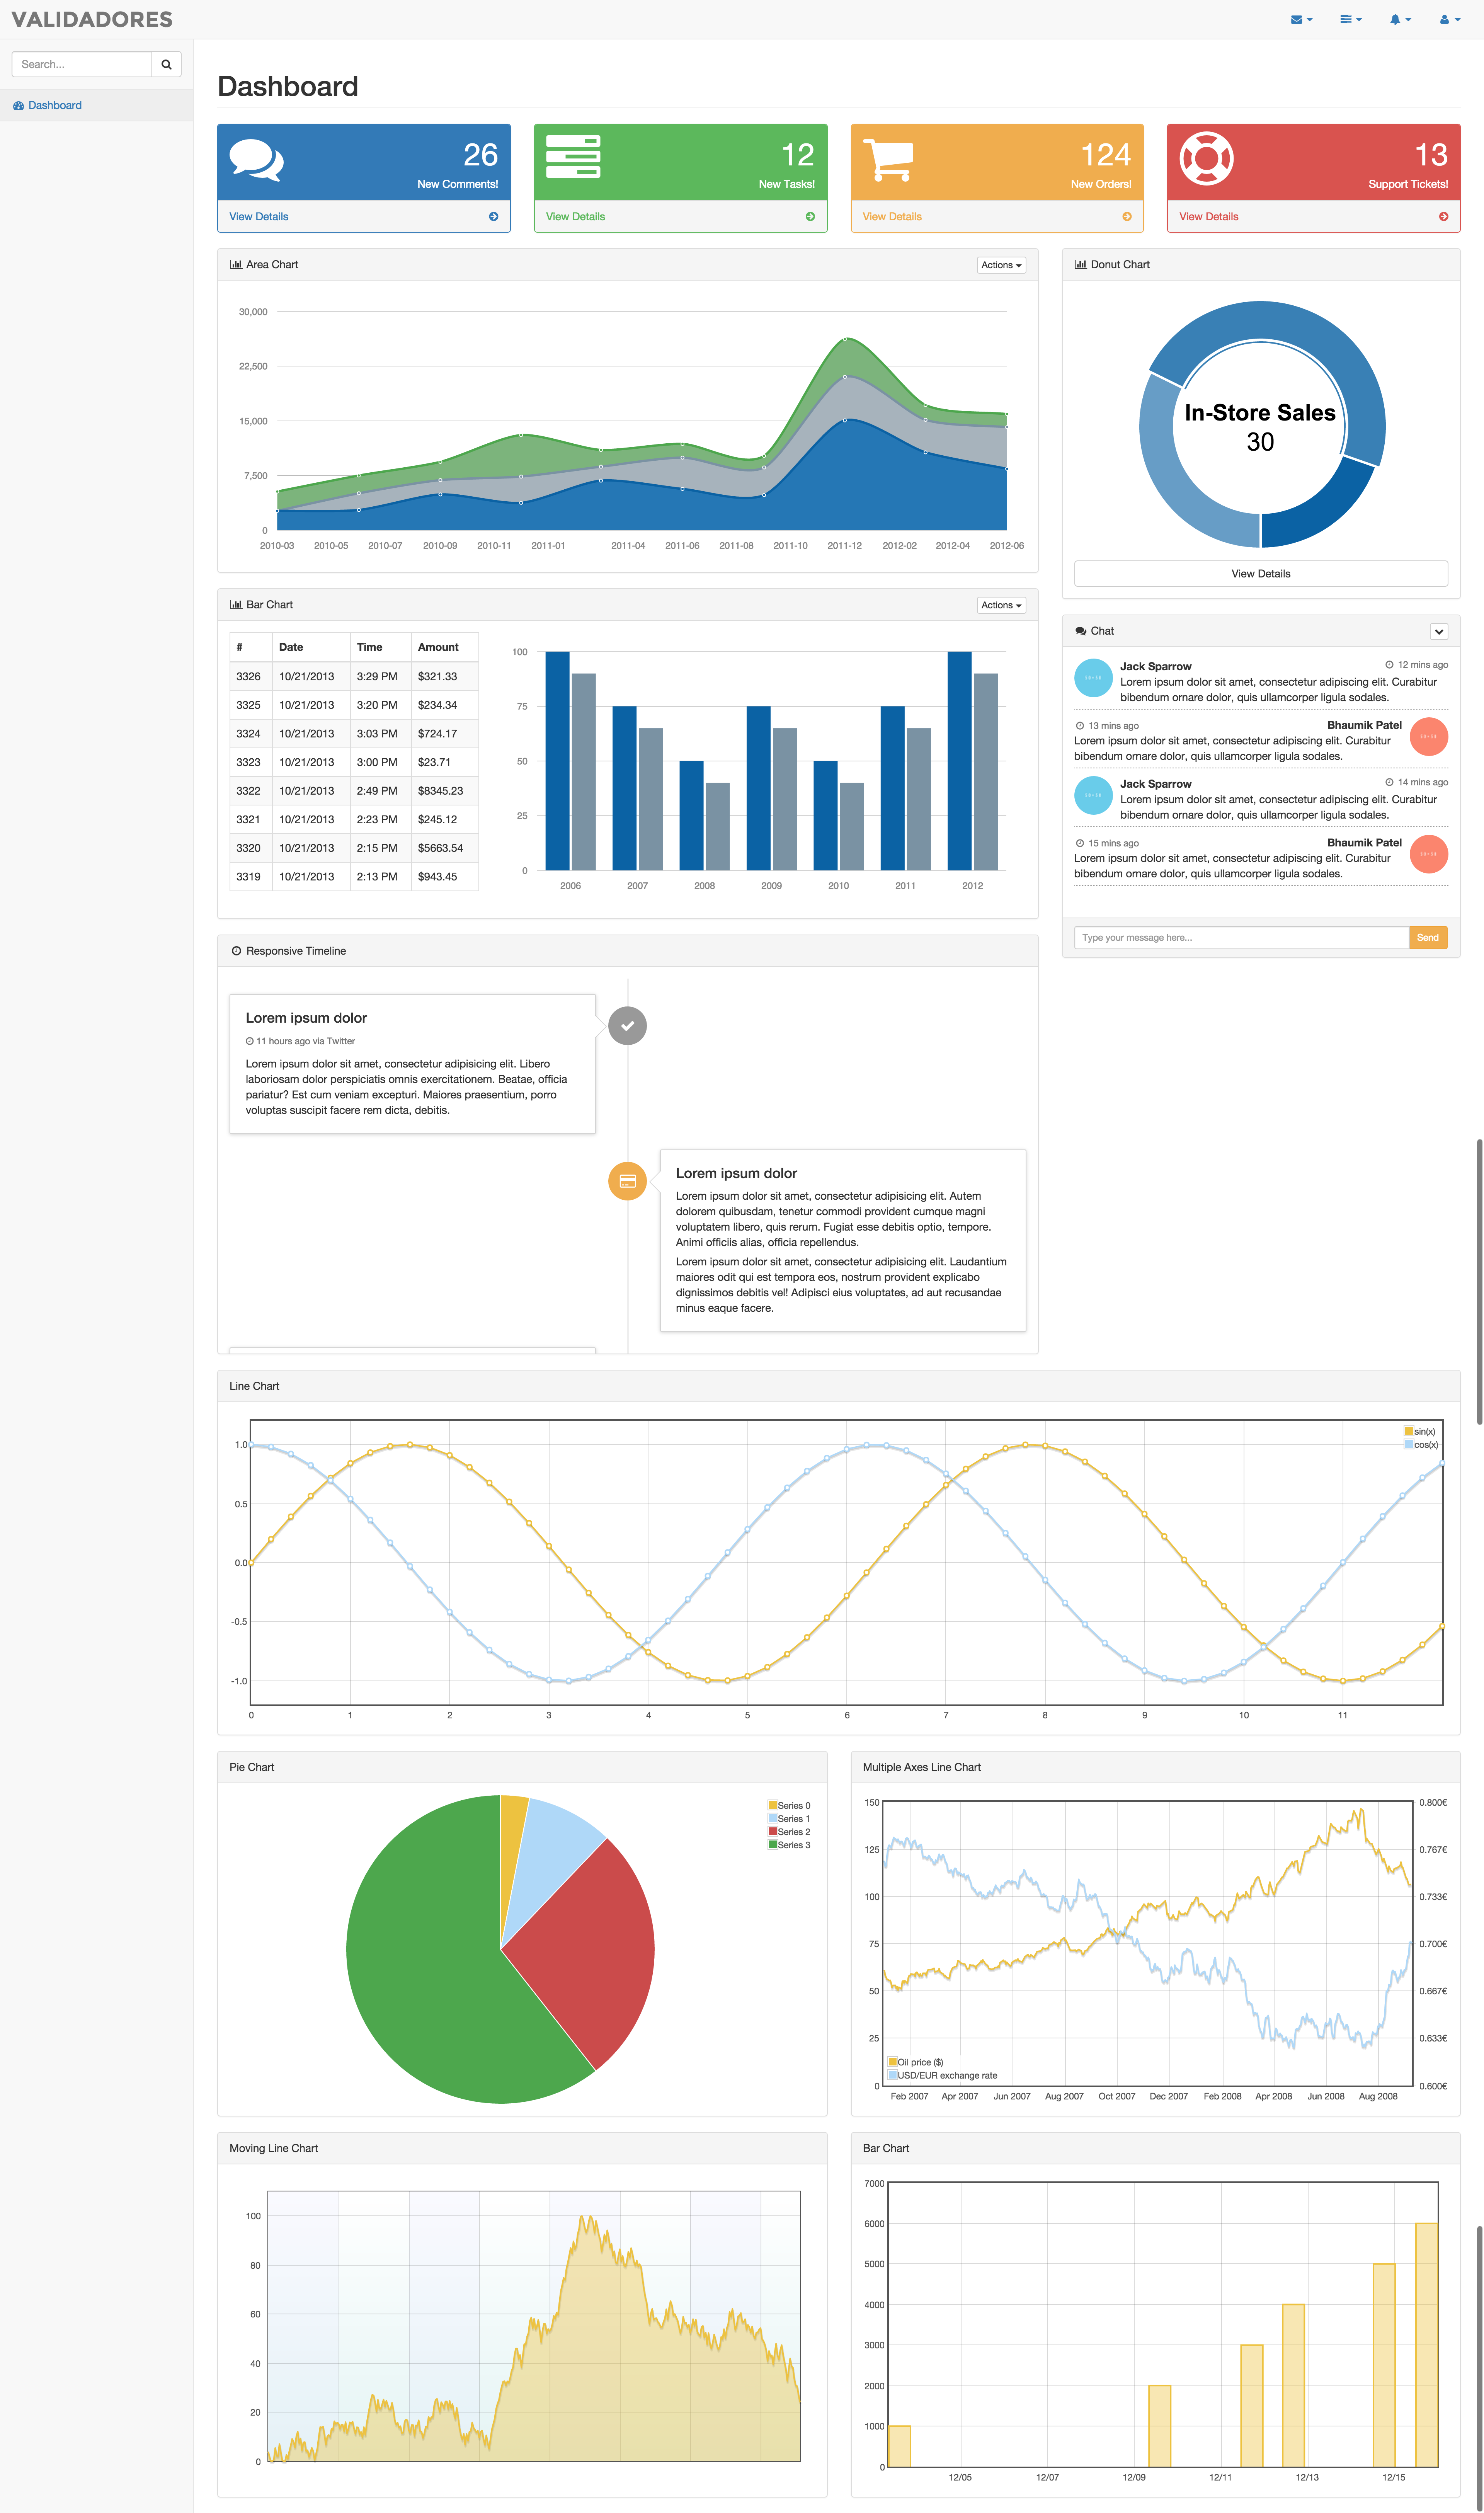 VALIDADORES
Search...
Dashboard
Dashboard
26
New Comments!
View Details
12
New Tasks!
View Details
124
New Orders!
View Details
13
Support Tickets!
View Details
Area Chart
Actions
30,000
22,500
15,000
7,500
0
2010-03 2010-05 2010-07 2010-09 2010-11 2011-01 2011-04 2011-06 2011-08 2011-10 2011-12 2012-02 2012-04 2012-06
Donut Chart
In-Store Sales
30
View Details
Bar Chart
Actions
# Date Time Amount
3326 10/21/2013 3:29 PM $321.33
3325 10/21/2013 3:20 PM $234.34
3324 10/21/2013 3:03 PM $724.17
3323 10/21/2013 3:00 PM $23.71
3322 10/21/2013 2:49 PM $8345.23
3321 10/21/2013 2:23 PM $245.12
3320 10/21/2013 2:15 PM $5663.54
3319 10/21/2013 2:13 PM $943.45
100
75
50
25
0
2006 2007 2008 2009 2010 2011 2012
Chat
Jack Sparrow 12 mins ago
Lorem ipsum dolor sit amet, consectetur adipiscing elit. Curabitur
bibendum ornare dolor, quis ullamcorper ligula sodales.
13 mins ago Bhaumik Patel
Lorem ipsum dolor sit amet, consectetur adipiscing elit. Curabitur
bibendum ornare dolor, quis ullamcorper ligula sodales.
Jack Sparrow 14 mins ago
Lorem ipsum dolor sit amet, consectetur adipiscing elit. Curabitur
bibendum ornare dolor, quis ullamcorper ligula sodales.
15 mins ago Bhaumik Patel
Lorem ipsum dolor sit amet, consectetur adipiscing elit. Curabitur
bibendum ornare dolor, quis ullamcorper ligula sodales.
Type your message here...
Send
Responsive Timeline
Lorem ipsum dolor
11 hours ago via Twitter
Lorem ipsum dolor sit amet, consectetur adipisicing elit. Libero
laboriosam dolor perspiciatis omnis exercitationem. Beatae, officia
pariatur? Est cum veniam excepturi. Maiores praesentium, porro
voluptas suscipit facere rem dicta, debitis.
Lorem ipsum dolor
Lorem ipsum dolor sit amet, consectetur adipisicing elit. Autem
dolorem quibusdam, tenetur commodi provident cumque magni
voluptatem libero, quis rerum. Fugiat esse debitis optio, tempore.
Animi officiis alias, officia repellendus.
Lorem ipsum dolor sit amet, consectetur adipisicing elit. Laudantium
maiores odit qui est tempora eos, nostrum provident explicabo
dignissimos debitis vel! Adipisci eius voluptates, ad aut recusandae
minus eaque facere.
Line Chart
sin(x)
cos(x)
1.0
0.5
0.0
-0.5
-1.0
0 1 2 3 4 5 6 7 8 9 10 11
Pie Chart
Series 0
Series 1
Series 2
Series 3
Multiple Axes Line Chart
150
125
100
75
50
25
0
0.800€
0.767€
0.733€
0.700€
0.667€
0.633€
0.600€
Oil price ($)
USD/EUR exchange rate
Feb 2007 Apr 2007 Jun 2007 Aug 2007 Oct 2007 Dec 2007 Feb 2008 Apr 2008 Jun 2008 Aug 2008
Moving Line Chart
100
80
60
40
20
0
Bar Chart
7000
6000
5000
4000
3000
2000
1000
0
12/05 12/07 12/09 12/11 12/13 12/15